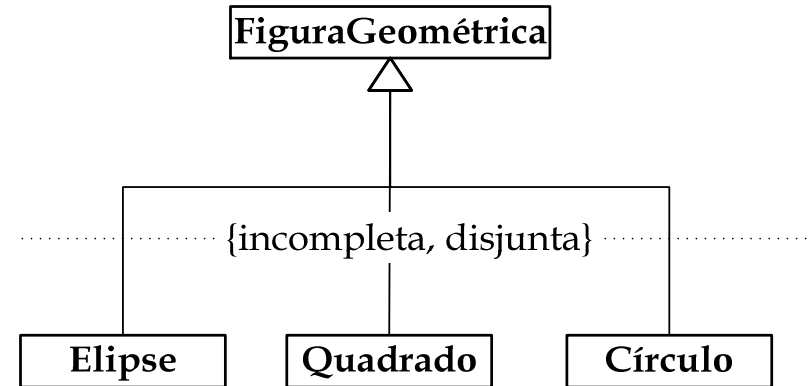 FiguraGeométrica
{incompleta, disjunta}
Elipse
Quadrado
Círculo